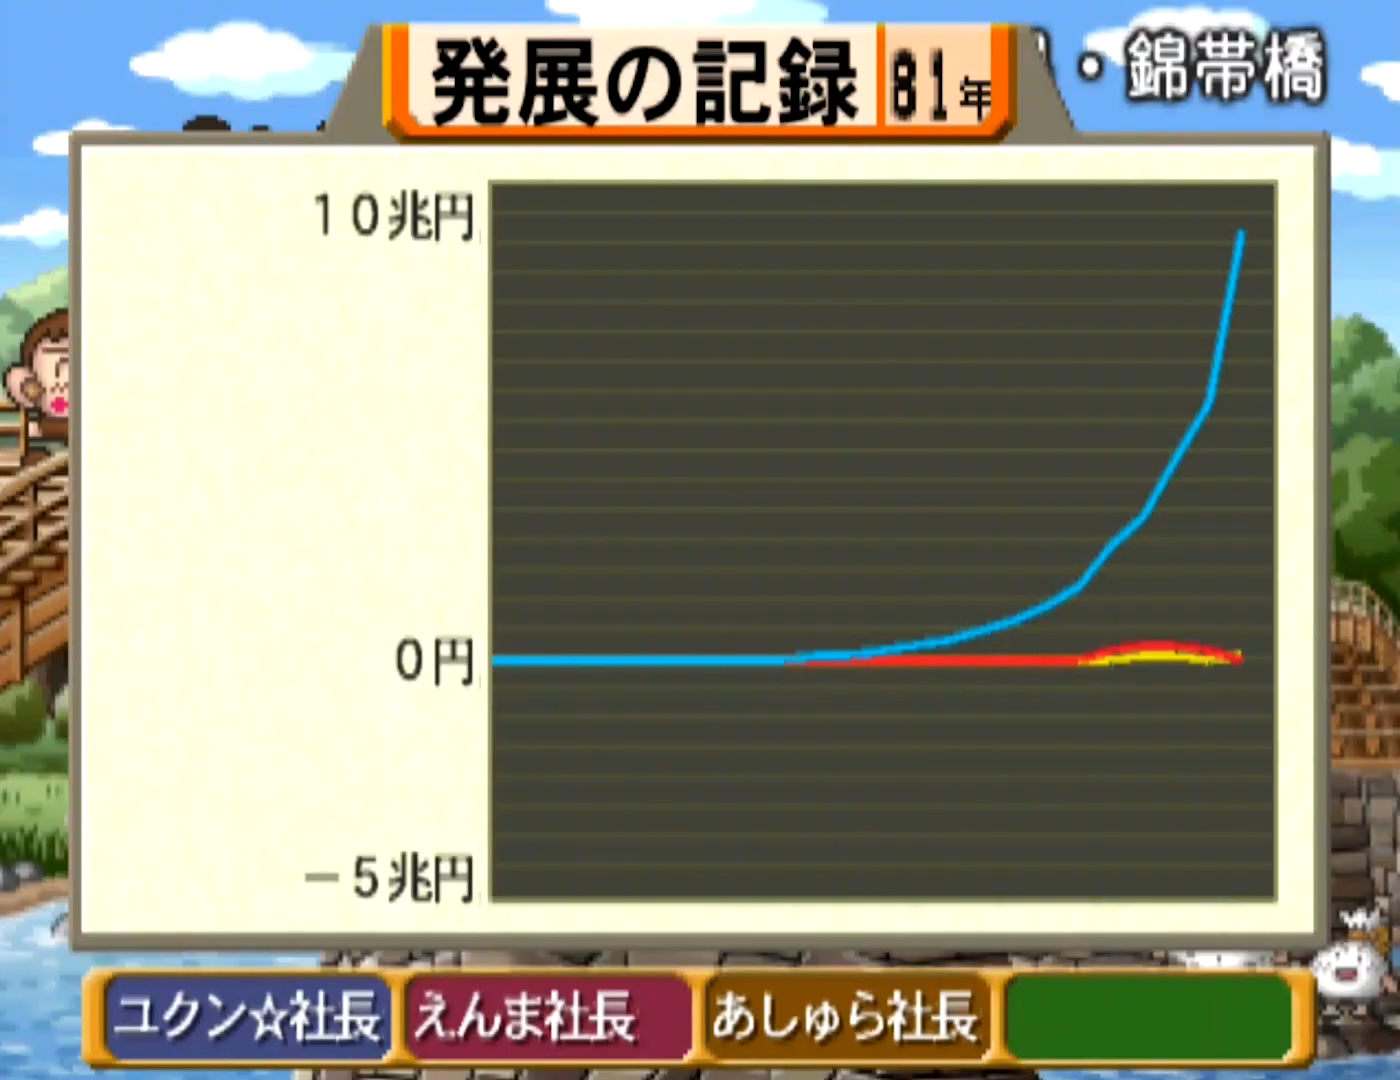 発展の記録 81年
・錦帯橋
10兆円
0円
-5兆円
ユクン☆社長 えんま社長 あしゅら社長